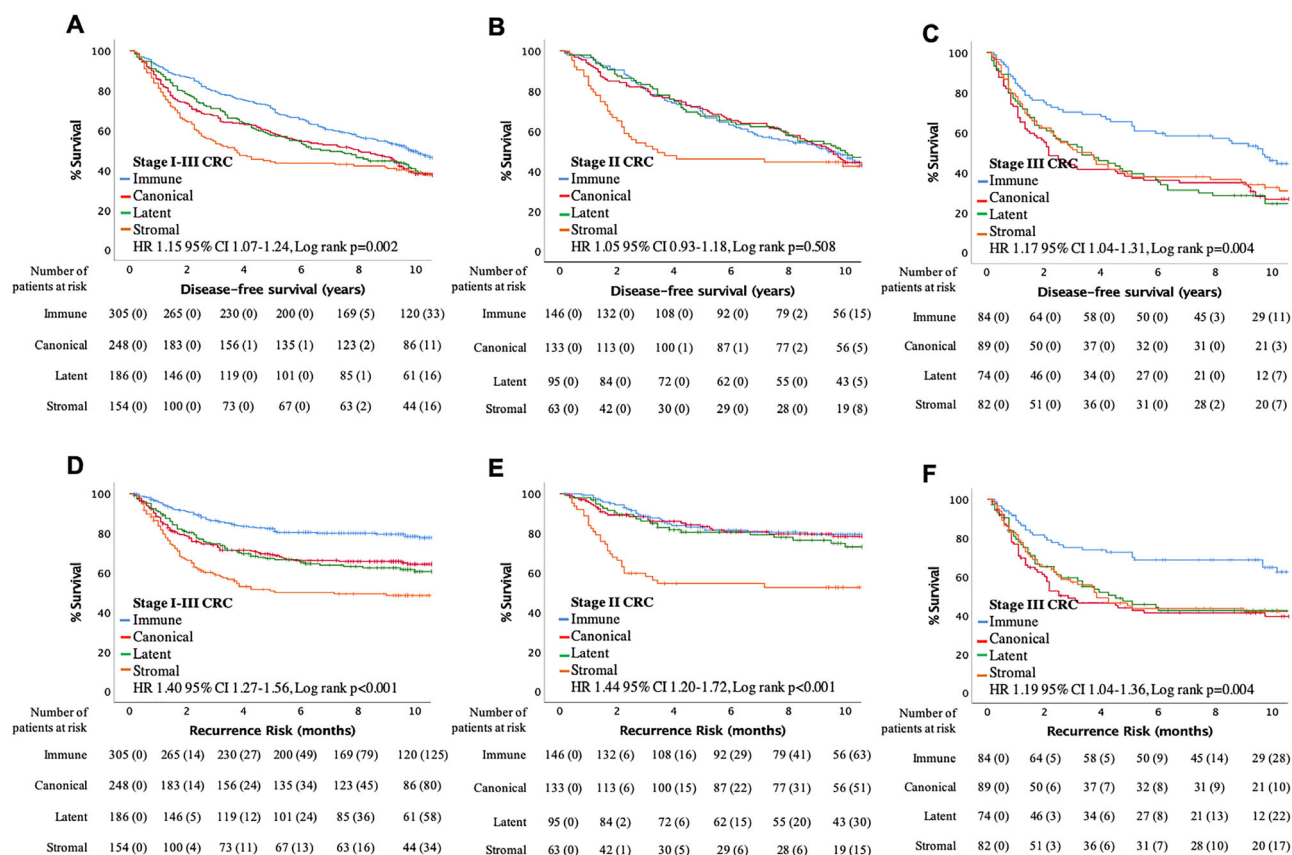 A
% Survival
100
80
60
40
20
0
Stage I-III CRC
Immune
Canonical
Latent
Stromal
HR 1.15 95% CI 1.07-1.24, Log rank p=0.002
0 2 4 6 8 10
Number of
patients at risk
Disease-free survival (years)
Immune 305 (0) 265 (0) 230 (0) 200 (0) 169 (5) 120 (33)
Canonical 248 (0) 183 (0) 156 (1) 135 (1) 123 (2) 86 (11)
Latent 186 (0) 146 (0) 119 (0) 101 (0) 85 (1) 61 (16)
Stromal 154 (0) 100 (0) 73 (0) 67 (0) 63 (2) 44 (16)
B
% Survival
100
80
60
40
20
0
Stage II CRC
Immune
Canonical
Latent
Stromal
HR 1.05 95% CI 0.93-1.18, Log rank p=0.508
0 2 4 6 8 10
Number of
patients at risk
Disease-free survival (years)
Immune 146 (0) 132 (0) 108 (0) 92 (0) 79 (2) 56 (15)
Canonical 133 (0) 113 (0) 100 (1) 87 (1) 77 (2) 56 (5)
Latent 95 (0) 84 (0) 72 (0) 62 (0) 55 (0) 43 (5)
Stromal 63 (0) 42 (0) 30 (0) 29 (0) 28 (0) 19 (8)
C
% Survival
100
80
60
40
20
0
Stage III CRC
Immune
Canonical
Latent
Stromal
HR 1.17 95% CI 1.04-1.31, Log rank p=0.004
0 2 4 6 8 10
Number of
patients at risk
Disease-free survival (years)
Immune 84 (0) 64 (0) 58 (0) 50 (0) 45 (3) 29 (11)
Canonical 89 (0) 50 (0) 37 (0) 32 (0) 31 (0) 21 (3)
Latent 74 (0) 46 (0) 34 (0) 27 (0) 21 (0) 12 (7)
Stromal 82 (0) 51 (0) 36 (0) 31 (0) 28 (2) 20 (7)
D
% Survival
100
80
60
40
20
0
Stage I-III CRC
Immune
Canonical
Latent
Stromal
HR 1.40 95% CI 1.27-1.56, Log rank p<0.001
0 2 4 6 8 10
Number of
patients at risk
Recurrence Risk (months)
Immune 305 (0) 265 (14) 230 (27) 200 (49) 169 (79) 120 (125)
Canonical 248 (0) 183 (14) 156 (24) 135 (34) 123 (45) 86 (80)
Latent 186 (0) 146 (5) 119 (12) 101 (24) 85 (36) 61 (58)
Stromal 154 (0) 100 (4) 73 (11) 67 (13) 63 (16) 44 (34)
E
% Survival
100
80
60
40
20
0
Stage II CRC
Immune
Canonical
Latent
Stromal
HR 1.44 95% CI 1.20-1.72, Log rank p<0.001
0 2 4 6 8 10
Number of
patients at risk
Recurrence Risk (months)
Immune 146 (0) 132 (6) 108 (16) 92 (29) 79 (41) 56 (63)
Canonical 133 (0) 113 (6) 100 (15) 87 (22) 77 (31) 56 (51)
Latent 95 (0) 84 (2) 72 (6) 62 (15) 55 (20) 43 (30)
Stromal 63 (0) 42 (1) 30 (5) 29 (6) 28 (6) 19 (15)
F
% Survival
100
80
60
40
20
0
Stage III CRC
Immune
Canonical
Latent
Stromal
HR 1.19 95% CI 1.04-1.36, Log rank p=0.004
0 2 4 6 8 10
Number of
patients at risk
Recurrence Risk (months)
Immune 84 (0) 64 (5) 58 (5) 50 (9) 45 (14) 29 (28)
Canonical 89 (0) 50 (6) 37 (7) 32 (8) 31 (9) 21 (10)
Latent 74 (0) 46 (3) 34 (6) 27 (8) 21 (13) 12 (22)
Stromal 82 (0) 51 (3) 36 (6) 31 (7) 28 (10) 20 (17)